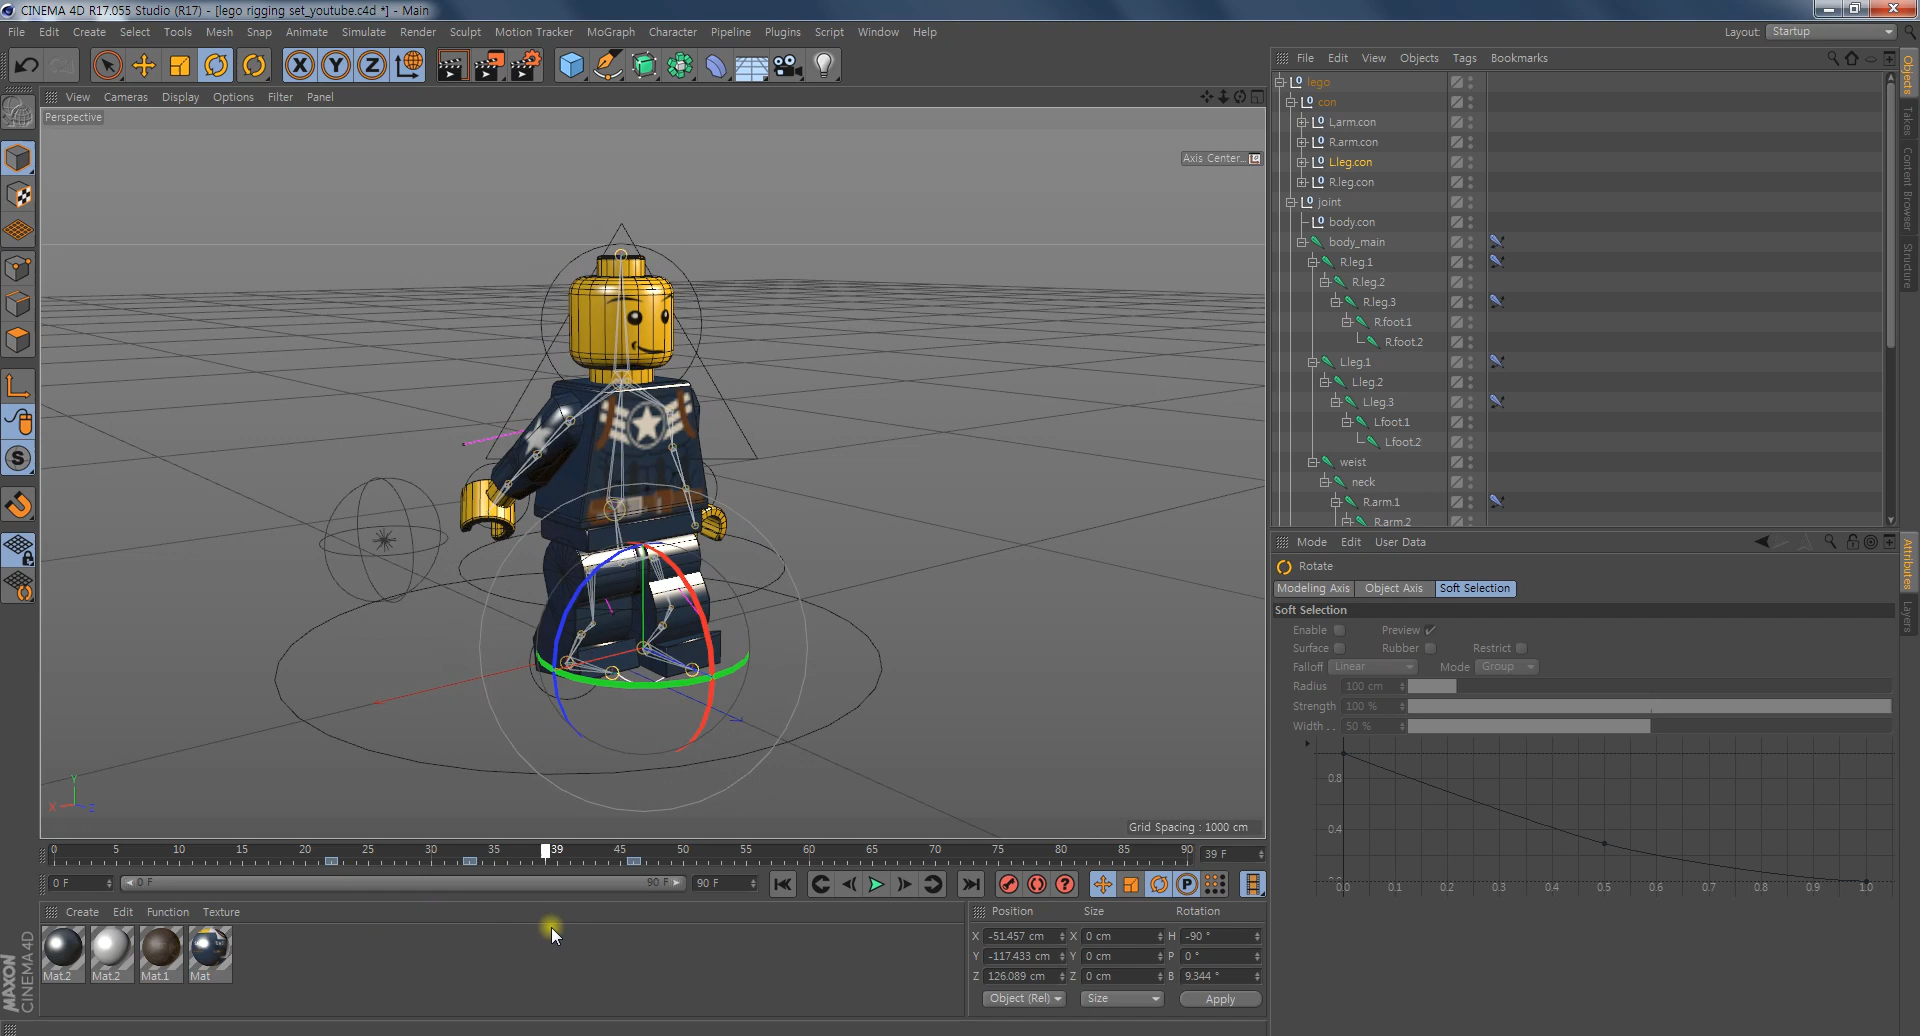 CINEMA 4D R17.055 Studio (R17) - [lego rigging set_youtube.c4d *] - Main
File Edit Create Select Tools Mesh Snap Animate Simulate Render Sculpt Motion Tracker MoGraph Character Pipeline Plugins Script Window Help
Layout: Startup
View Cameras Display Options Filter Panel
Perspective
Axis Center...
X Y Z
Grid Spacing : 1000 cm
0 5 10 15 20 25 30 35 39 45 50 55 60 65 70 75 80 85 90
39 F
0 F
0 F
90 F
90 F
Create Edit Function Texture
Mat.2 Mat.2 Mat.1 Mat
MAXON
CINEMA 4D
Position Size Rotation
X -51.457 cm X 0 cm H -90 °
Y -117.433 cm Y 0 cm P 0 °
Z 126.089 cm Z 0 cm B 9.344 °
Object (Rel) Size Apply
File Edit View Objects Tags Bookmarks
lego
con
L.arm.con
R.arm.con
L.leg.con
R.leg.con
joint
body.con
body_main
R.leg.1
R.leg.2
R.leg.3
R.foot.1
R.foot.2
L.leg.1
L.leg.2
L.leg.3
L.foot.1
L.foot.2
weist
neck
R.arm.1
R.arm.2
Objects
Takes
Content Browser
Structure
Mode Edit User Data
Rotate
Modeling Axis Object Axis Soft Selection
Soft Selection
Enable Preview
Surface Rubber Restrict
Falloff Linear Mode Group
Radius 100 cm
Strength 100 %
Width . . 50 %
0.8
0.4
0.0 0.1 0.2 0.3 0.4 0.5 0.6 0.7 0.8 0.9 1.0
Attributes
Layers